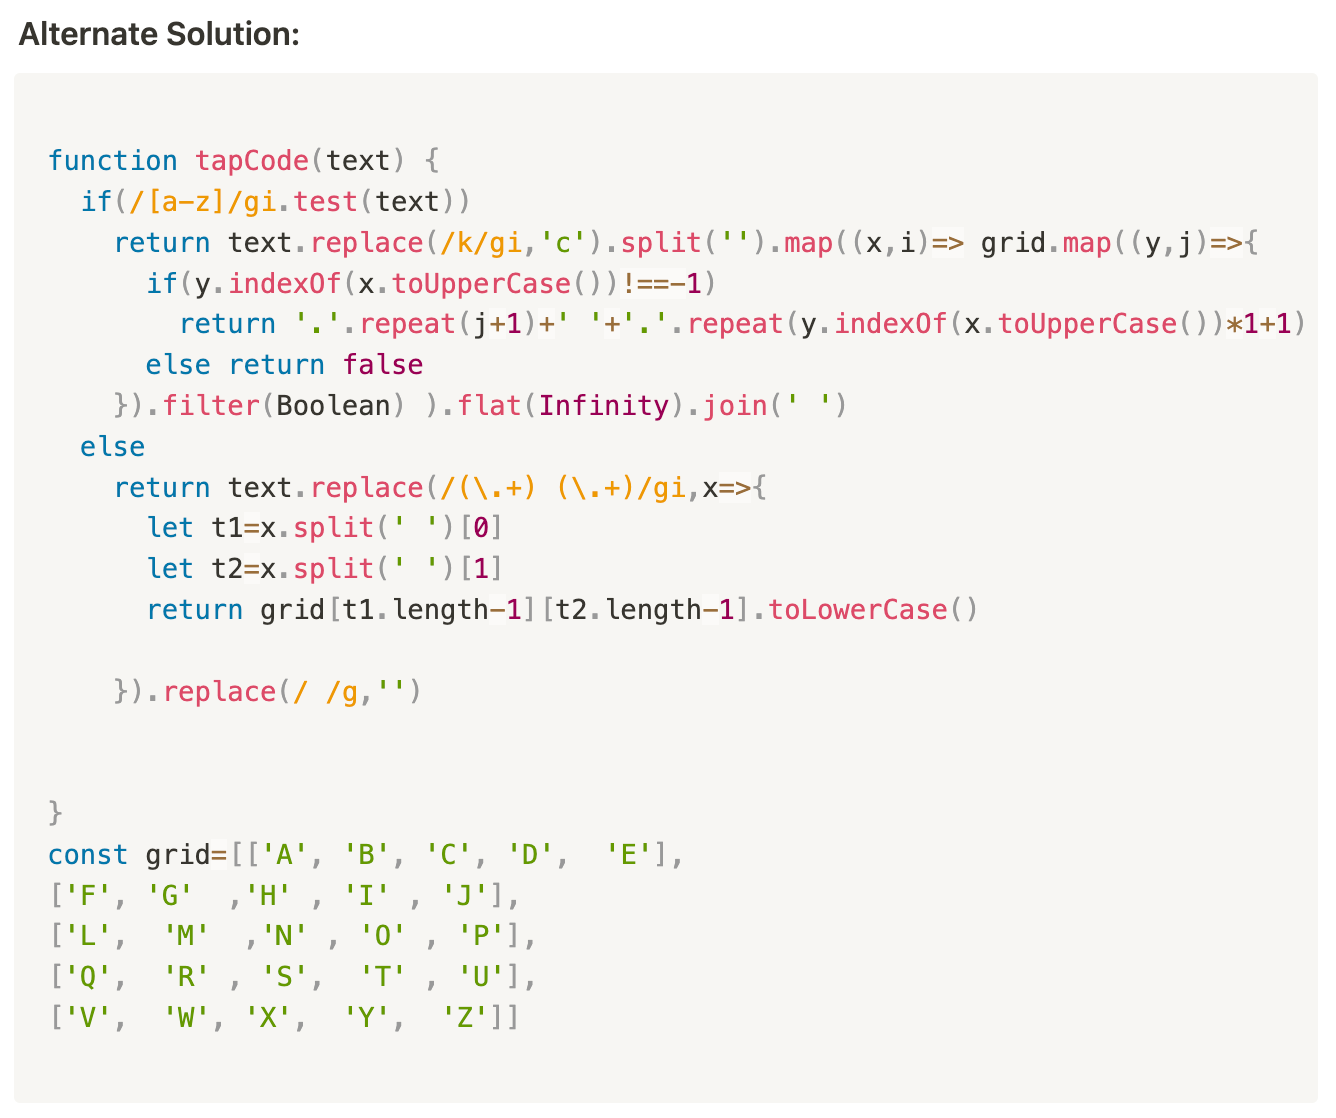 Alternate Solution:
function tapCode(text) {
  if(/[a-z]/gi.test(text))
    return text.replace(/k/gi,'c').split('').map((x,i)=> grid.map((y,j)=>{
      if(y.indexOf(x.toUpperCase())!==-1)
        return '.'.repeat(j+1)+' '+'.'.repeat(y.indexOf(x.toUpperCase())*1+1)
      else return false
    }).filter(Boolean) ).flat(Infinity).join(' ')
  else
    return text.replace(/(\.+) (\.+)/gi,x=>{
      let t1=x.split(' ')[0]
      let t2=x.split(' ')[1]
      return grid[t1.length-1][t2.length-1].toLowerCase()
    }).replace(/ /g,'')
}
const grid=[['A', 'B', 'C', 'D',  'E'],
['F', 'G'  ,'H' , 'I' , 'J'],
['L',  'M'  ,'N' , 'O' , 'P'],
['Q',  'R' , 'S',  'T' , 'U'],
['V',  'W', 'X',  'Y',  'Z']]